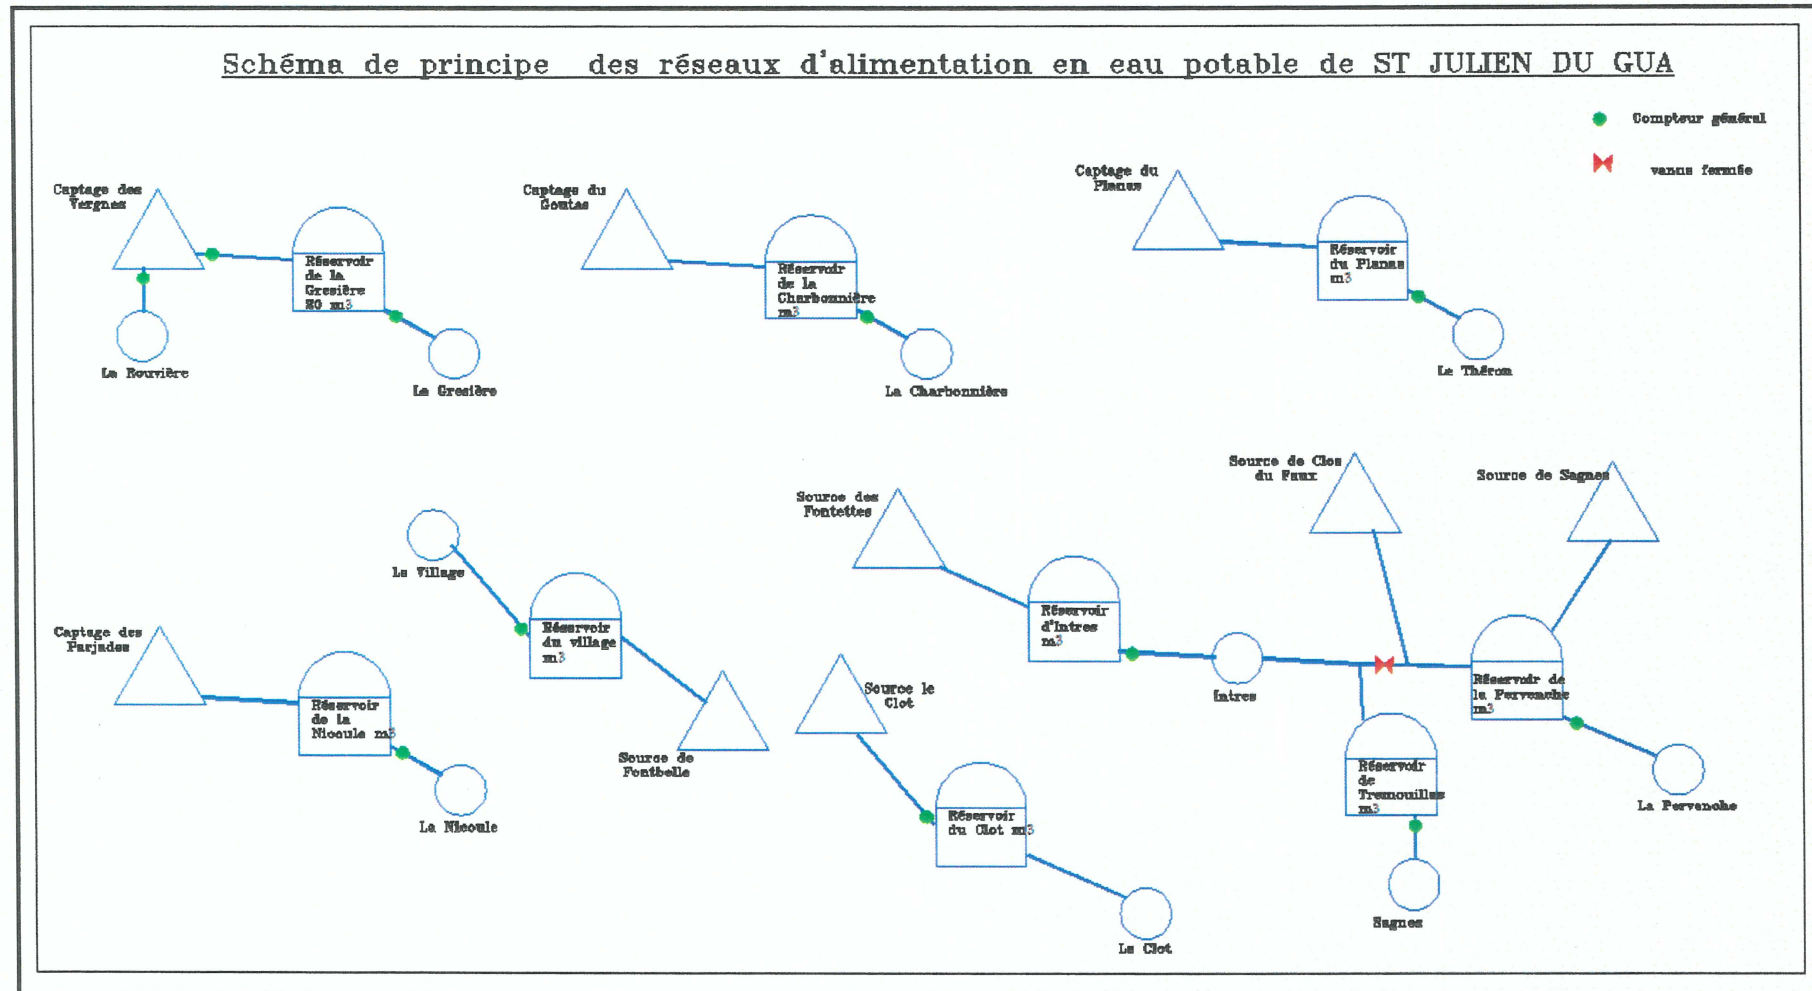 Schéma de principe des réseaux d'alimentation en eau potable de ST JULIEN DU GUA
Compteur général
vanne fermée
Captage des
Vergnes
Réservoir
de la
Gresière
20 m3
La Rouvière
La Gresière
Captage du
Goutas
Réservoir
de la
Charbonnière
m3
La Charbonnière
Captage du
Planas
Réservoir
du Planas
m3
Le Thérom
Captage des
Parjades
Réservoir
de la
Nicoule m3
La Nicoule
Le Village
Réservoir
du village
m3
Source de
Fontbelle
Source des
Fontettes
Réservoir
d'Intres
m3
Intres
Source le
Clot
Réservoir
du Clot m3
Le Clot
Source de Clos
du Faux
Source de Sagnes
Réservoir de
la Pervenche
m3
La Pervenche
Réservoir
de
Tremouillas
m3
Sagnes